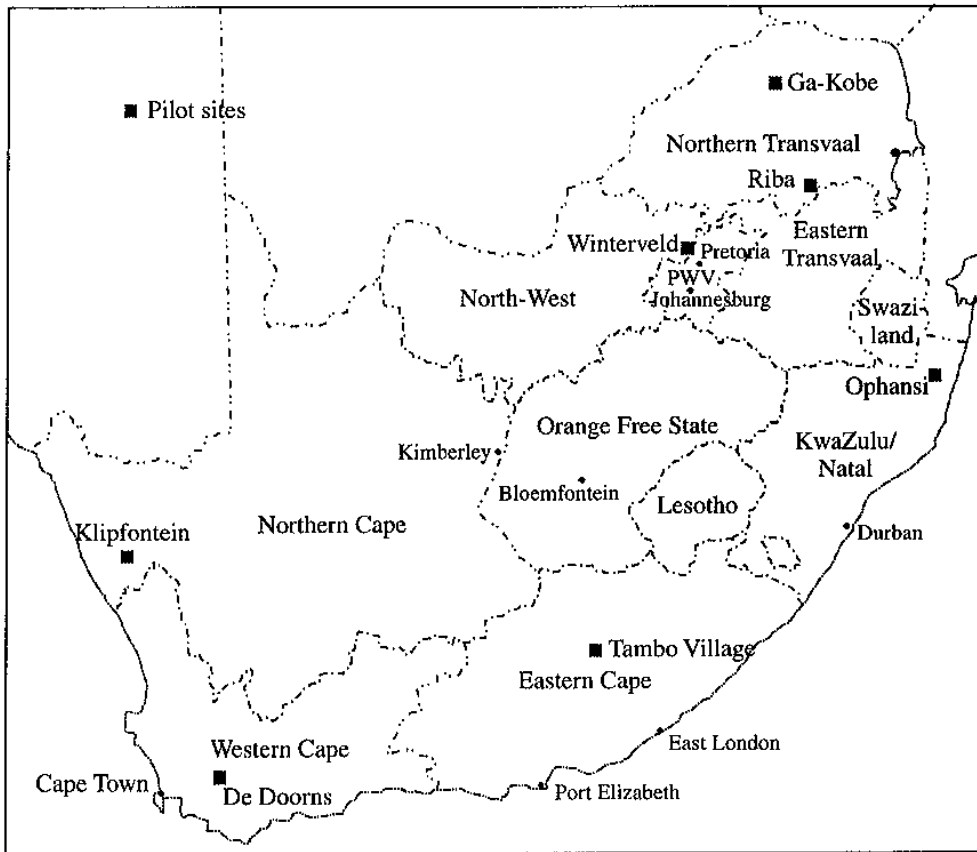 Ga-Kobe
Pilot sites
Northern Transvaal
Riba
Eastern
Transvaal
Winterveld
Pretoria
PWV
Johannesburg
North-West
Swazi-
land
Ophansi
Orange Free State
KwaZulu/
Natal
Kimberley
Bloemfontein
Lesotho
Northern Cape
Klipfontein
Durban
Tambo Village
Eastern Cape
East London
Western Cape
Cape Town
De Doorns
Port Elizabeth